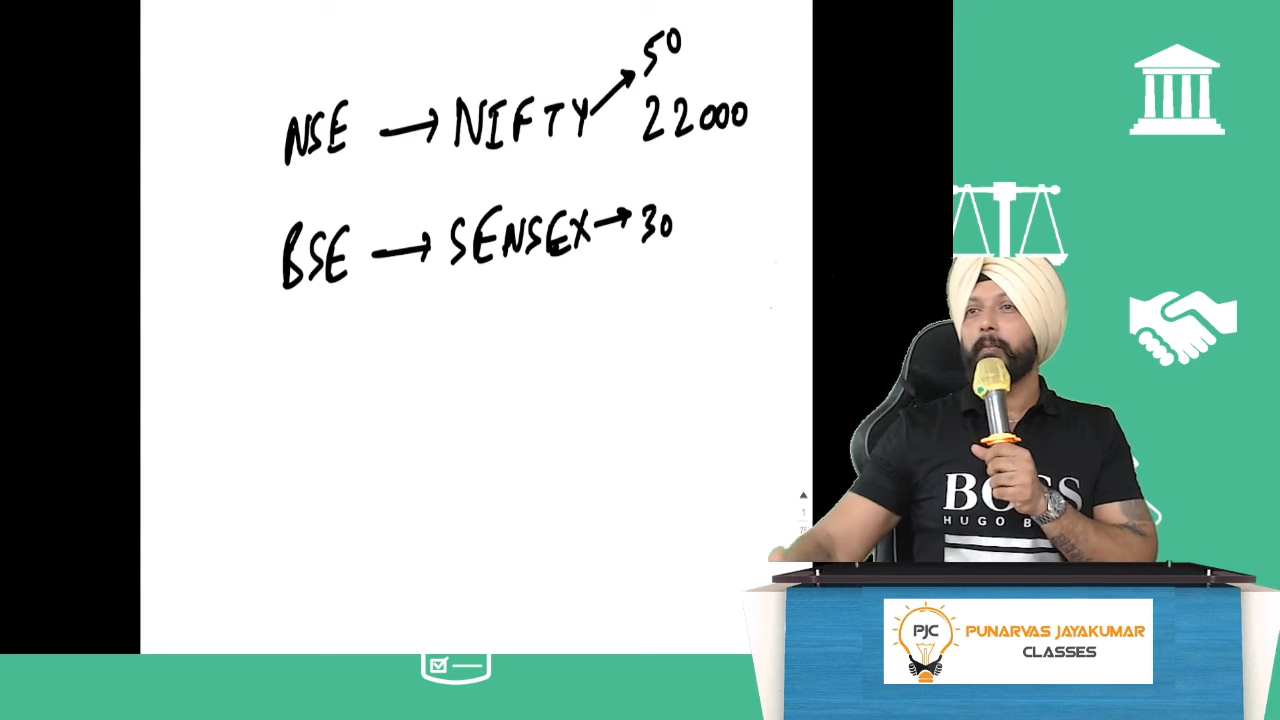 50
NSE → NIFTY 22000
BSE → SENSEX → 30
BOSS
HUGO B
PJC PUNARVAS JAYAKUMAR
CLASSES